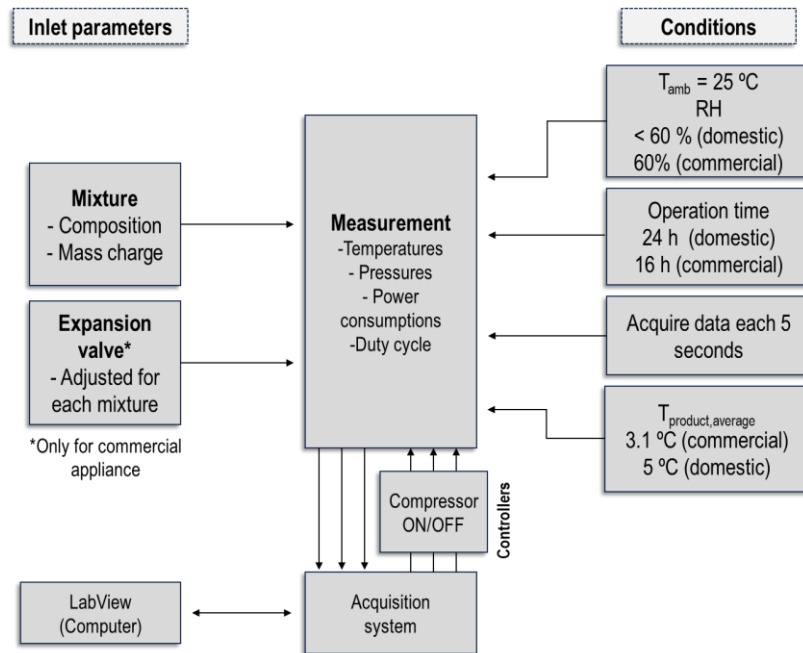 Inlet parameters
Conditions
Mixture
- Composition
- Mass charge
Expansion
valve*
- Adjusted for
each mixture
*Only for commercial
appliance
Measurement
-Temperatures
- Pressures
- Power
consumptions
-Duty cycle
Tamb = 25 ºC
RH
< 60 % (domestic)
60% (commercial)
Operation time
24 h (domestic)
16 h (commercial)
Acquire data each 5
seconds
Tproduct,average
3.1 ºC (commercial)
5 ºC (domestic)
Compressor
ON/OFF
Controllers
LabView
(Computer)
Acquisition
system